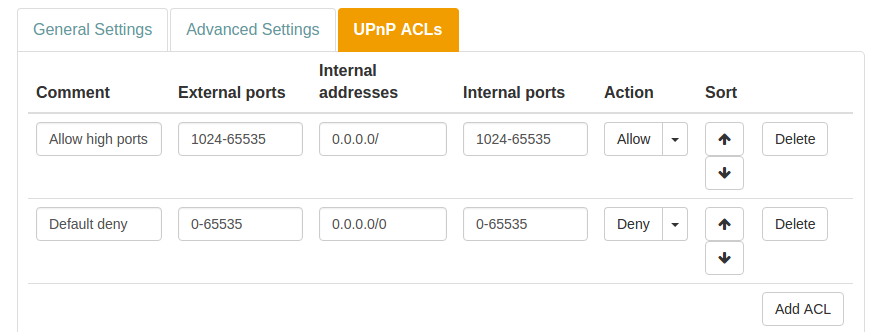 General Settings
Advanced Settings
UPnP ACLs
Comment
External ports
Internal
addresses
Internal ports
Action
Sort
Allow high ports
1024-65535
0.0.0.0/
1024-65535
Allow
Delete
Default deny
0-65535
0.0.0.0/0
0-65535
Deny
Delete
Add ACL